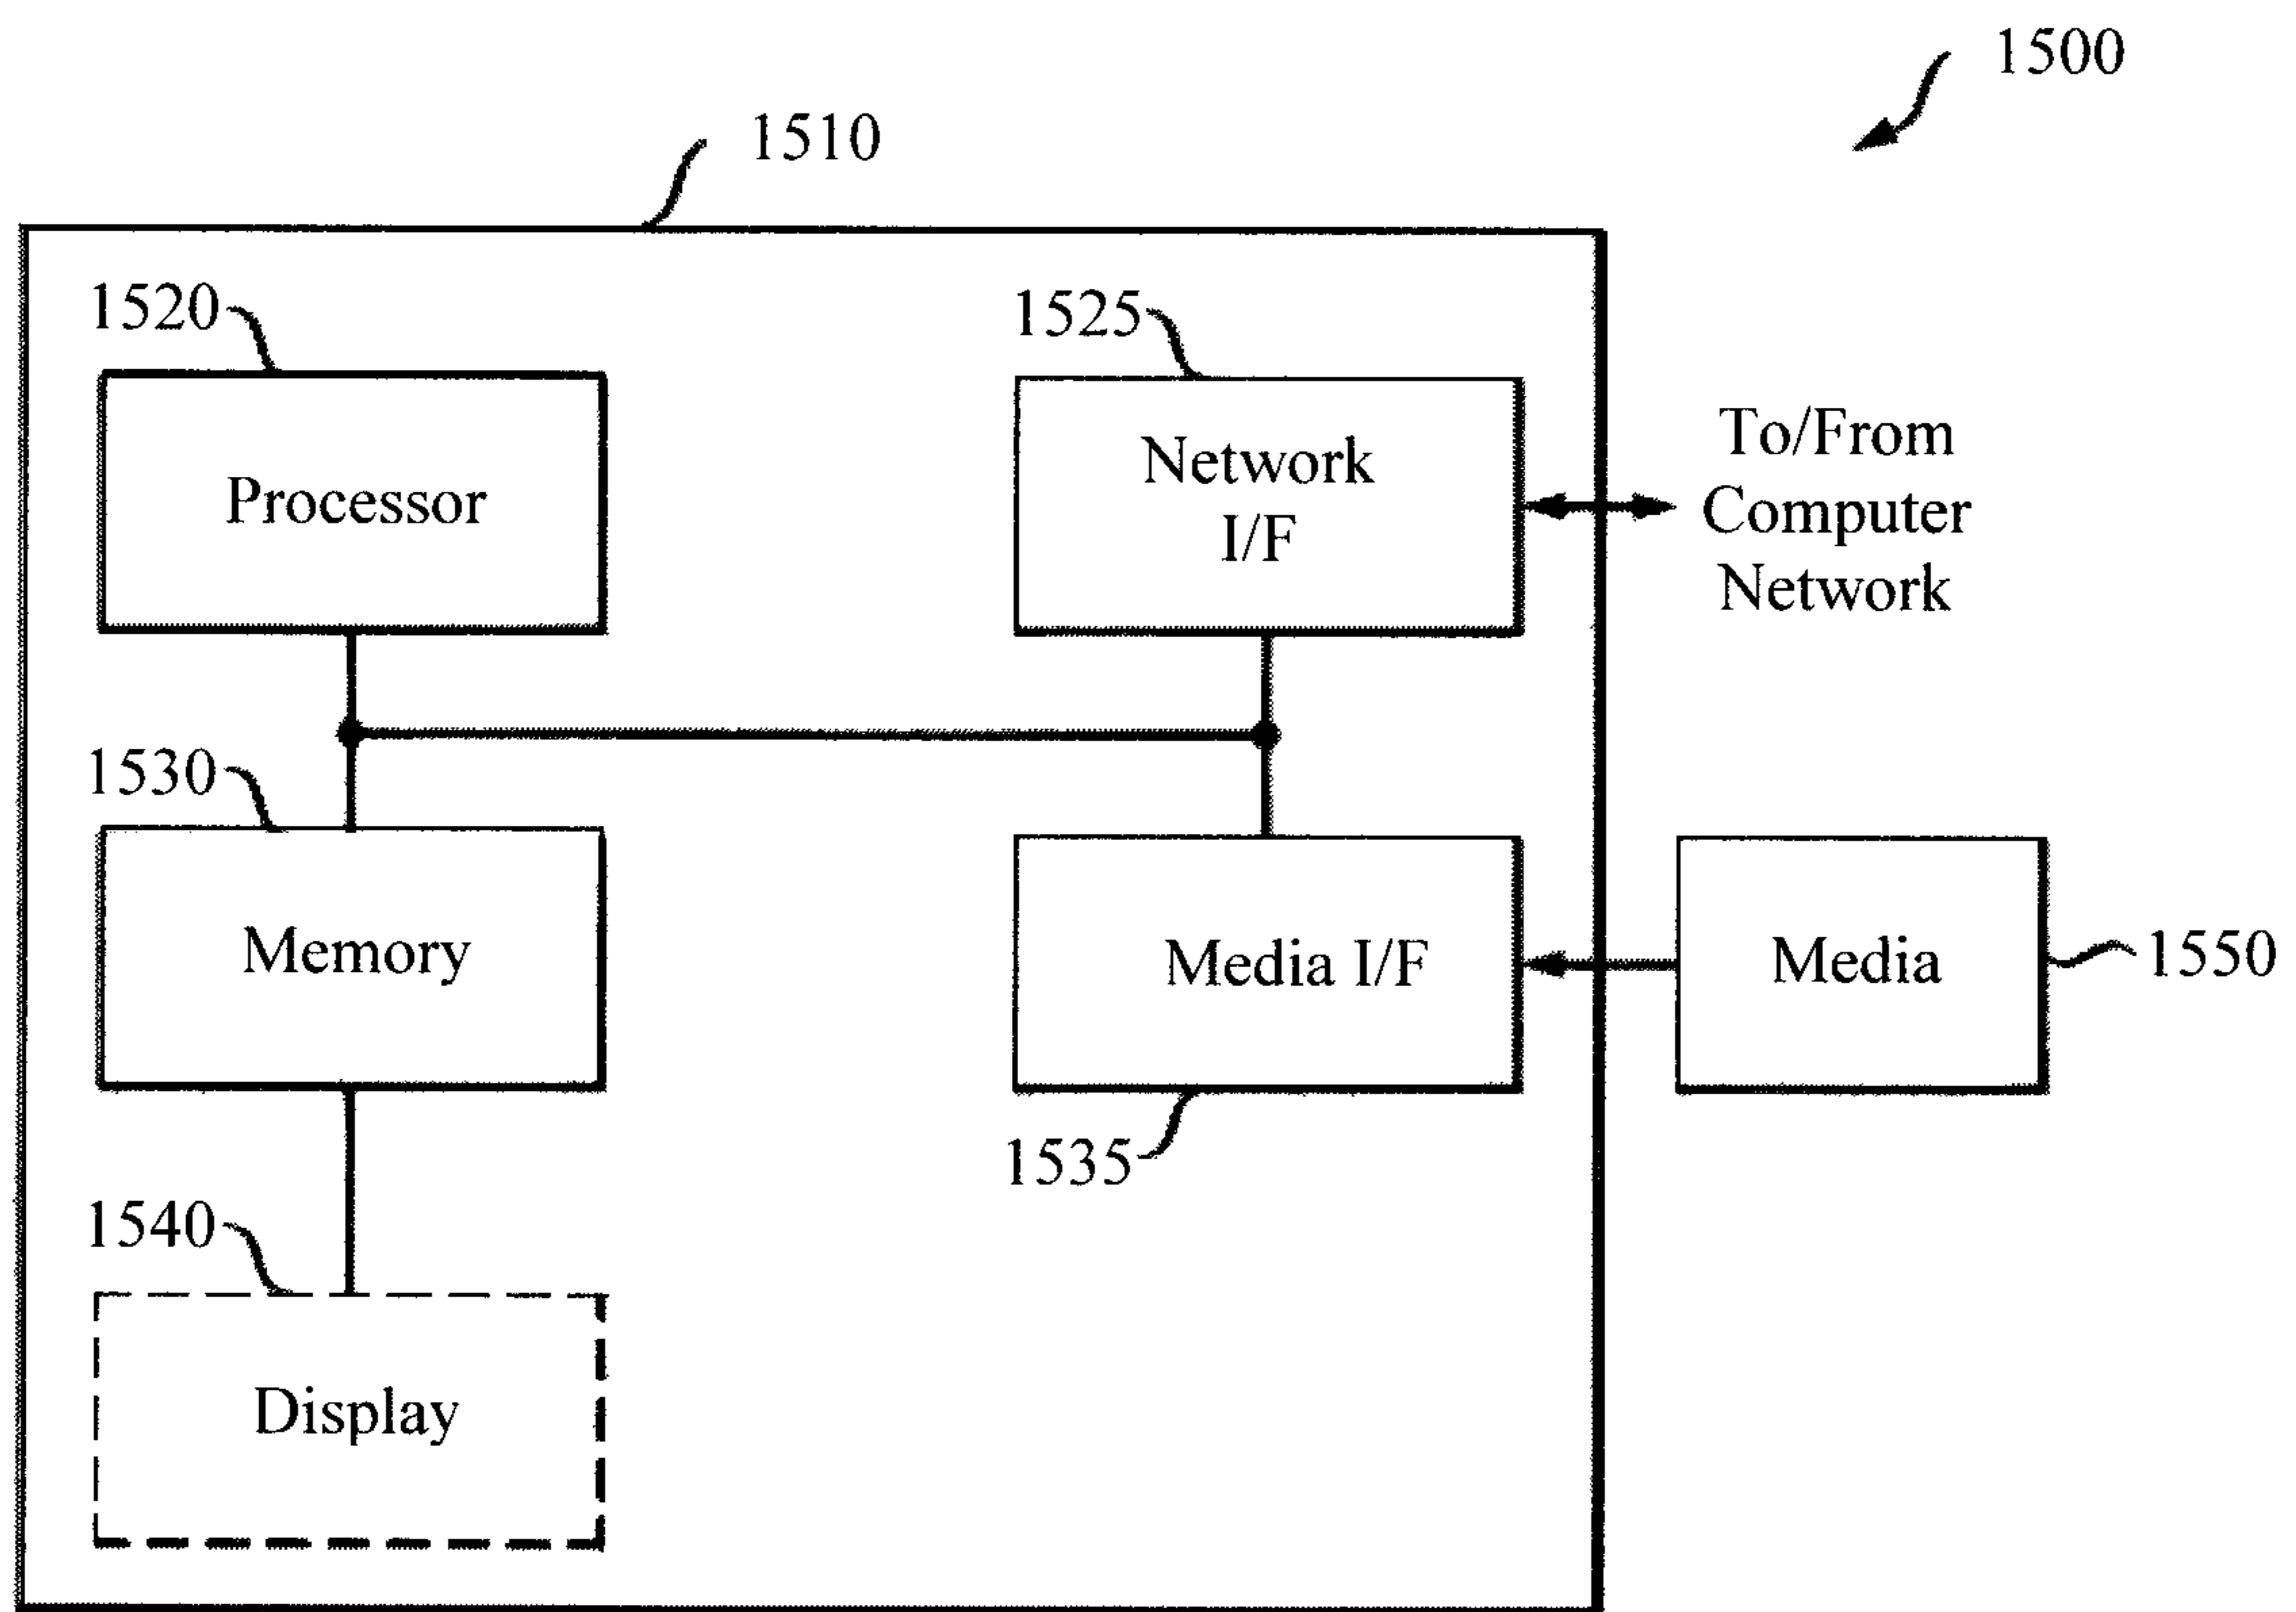 1500
1510
1520
1525
Processor
Network
I/F
To/From
Computer
Network
1530
Memory
Media I/F
Media
1550
1535
1540
Display